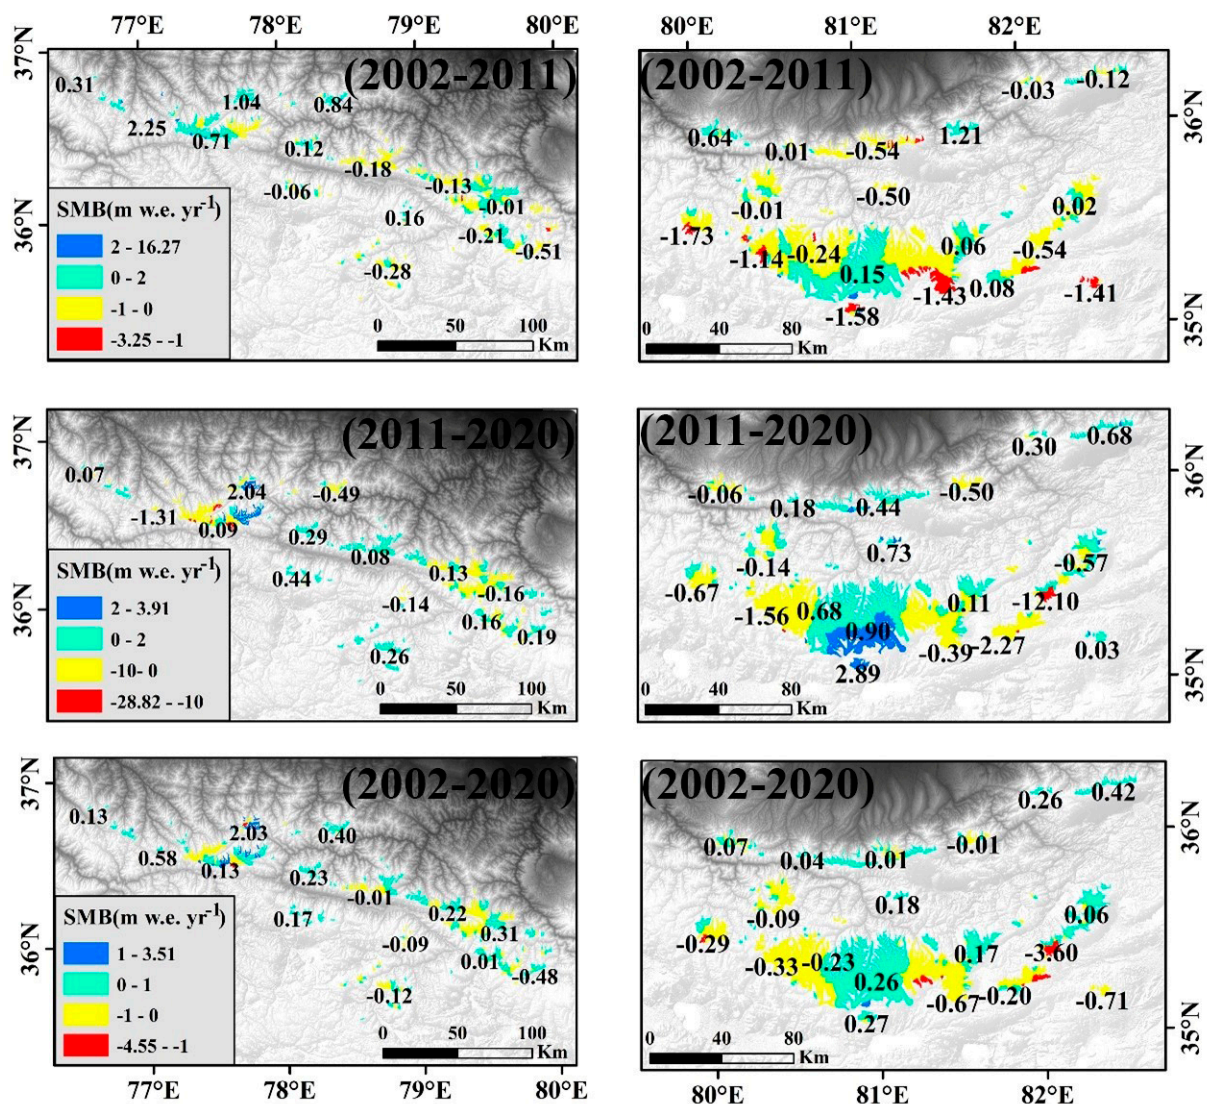 77°E 78°E 79°E 80°E
80°E 81°E 82°E
37°N
36°N
(2002-2011)
0.31
1.04
0.84
2.25
0.71
0.12
-0.18
-0.06
-0.13
0.16
-0.01
-0.21
-0.51
-0.28
SMB(m w.e. yr-1)
2 - 16.27
0 - 2
-1 - 0
-3.25 - -1
0 50 100
Km
(2002-2011)
-0.03
-0.12
0.64
0.01
-0.54
1.21
-0.50
-0.01
0.02
-1.73
-1.14
-0.24
0.06
-0.54
0.15
-1.43
0.08
-1.41
-1.58
0 40 80
Km
36°N
35°N
37°N
36°N
(2011-2020)
0.07
2.04
-0.49
-1.31
0.09
0.29
0.08
0.44
0.13
-0.14
-0.16
0.16
0.19
0.26
SMB(m w.e. yr-1)
2 - 3.91
0 - 2
-10- 0
-28.82 - -10
0 50 100
Km
(2011-2020)
0.30
0.68
-0.06
0.18
0.44
-0.50
0.73
-0.14
-0.57
-0.67
-1.56
0.68
0.11
-12.10
0.90
-0.39
-2.27
0.03
2.89
0 40 80
Km
36°N
35°N
37°N
36°N
(2002-2020)
0.13
2.03
0.40
0.58
0.13
0.23
-0.01
0.17
0.22
-0.09
0.31
0.01
-0.48
-0.12
SMB(m w.e. yr-1)
1 - 3.51
0 - 1
-1 - 0
-4.55 - -1
0 50 100
Km
(2002-2020)
0.26
0.42
0.07
0.04
0.01
-0.01
0.18
-0.09
0.06
-0.29
-0.33
-0.23
0.17
-3.60
0.26
-0.67
-0.20
-0.71
0.27
0 40 80
Km
36°N
35°N
77°E 78°E 79°E 80°E
80°E 81°E 82°E